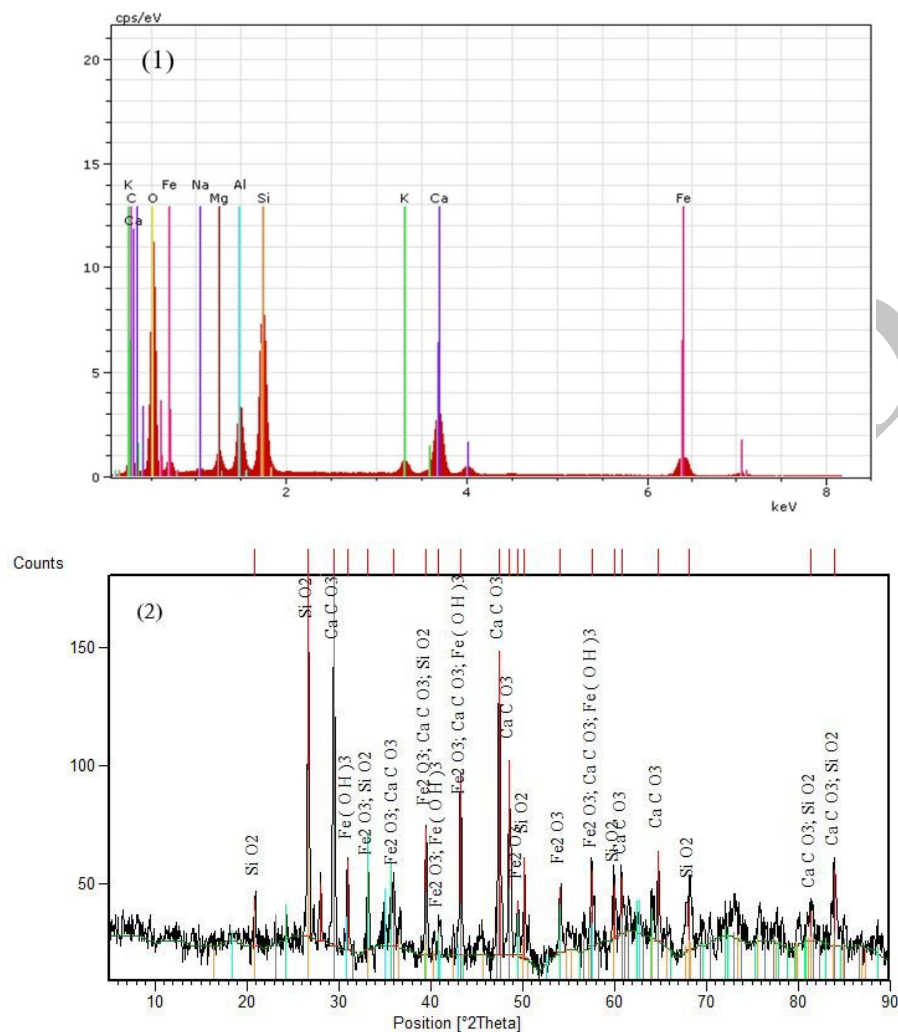 cps/eV
(1)
20
15
10
5
0
K
C
Ca
O
Fe
Na
Mg
Al
Si
K
Ca
Fe
2
4
6
8
keV
Counts
(2)
150
100
50
Si O2
Si O2
Ca C O3
Fe ( O H )3
Fe2 O3; Si O2
Fe2 O3; Ca C O3
Fe2 O3; Ca C O3; Si O2
Fe2 O3; Fe ( O H )3
Fe2 O3; Ca C O3; Fe ( O H )3
Ca C O3
Ca C O3
Fe2 O3
Si O2
Fe2 O3
Fe2 O3; Ca C O3; Fe ( O H )3
Si O2
Ca C O3
Ca C O3
Si O2
Ca C O3; Si O2
Ca C O3; Si O2
10
20
30
40
50
60
70
80
90
Position [°2Theta]